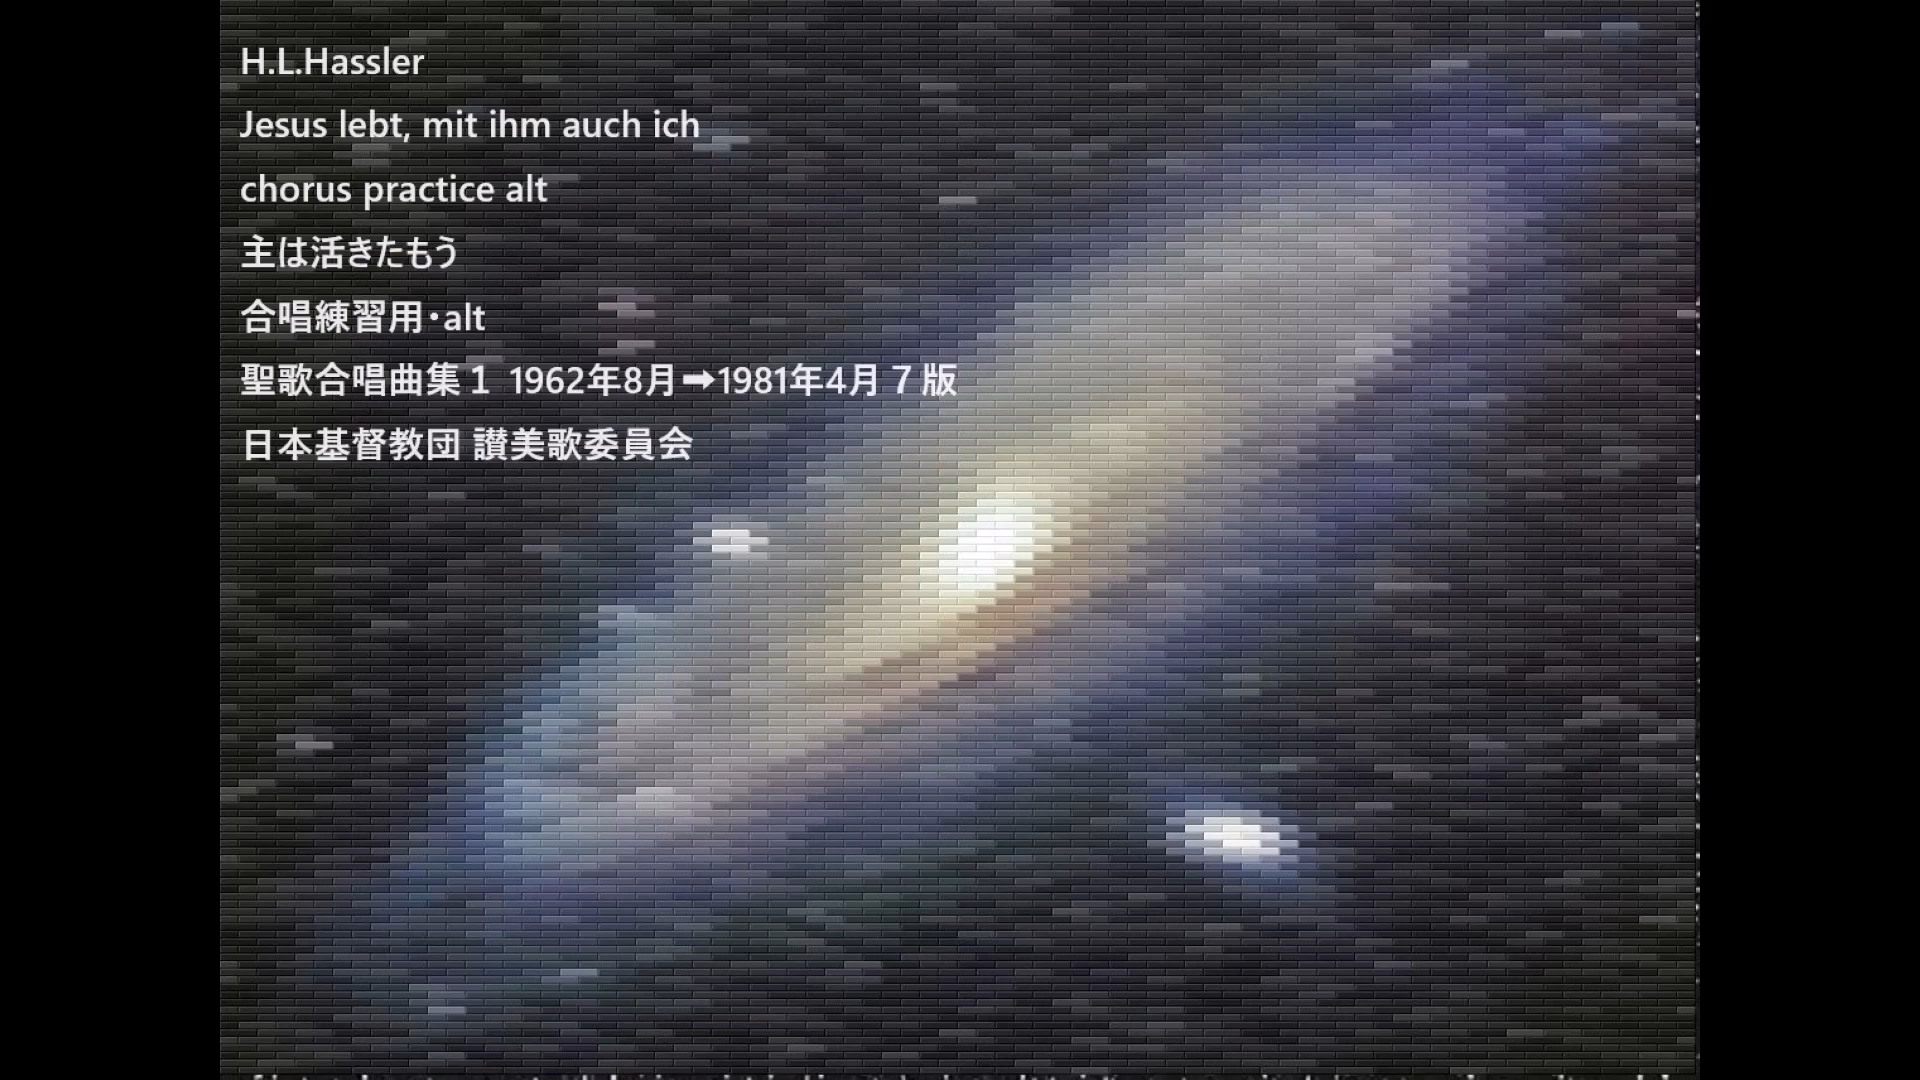 H.L.Hassler
Jesus lebt, mit ihm auch ich
chorus practice alt
主は活きたもう
合唱練習用・alt
聖歌合唱曲集１ 1962年8月➡1981年4月７版
日本基督教団 讃美歌委員会